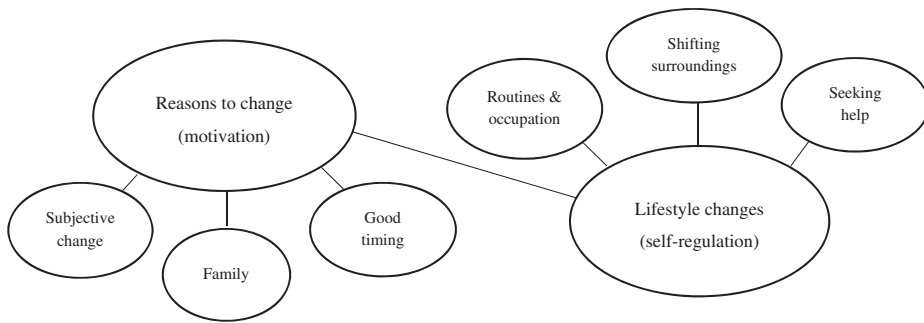 Reasons to change
(motivation)
Subjective
change
Family
Good
timing
Routines &
occupation
Shifting
surroundings
Seeking
help
Lifestyle changes
(self-regulation)